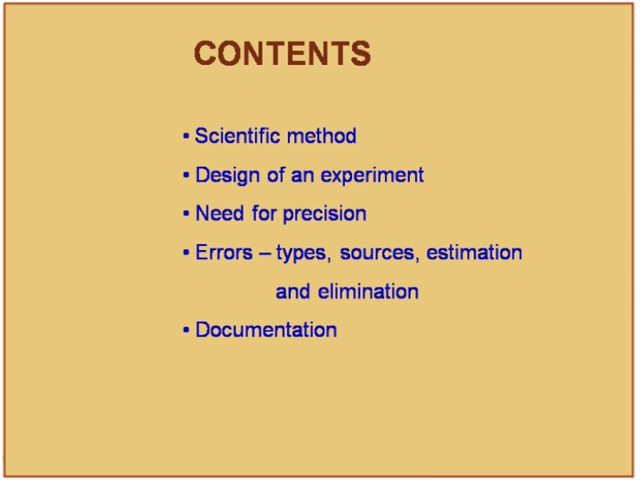 CONTENTS
▪ Scientific method
▪ Design of an experiment
▪ Need for precision
▪ Errors – types, sources, estimation
and elimination
▪ Documentation